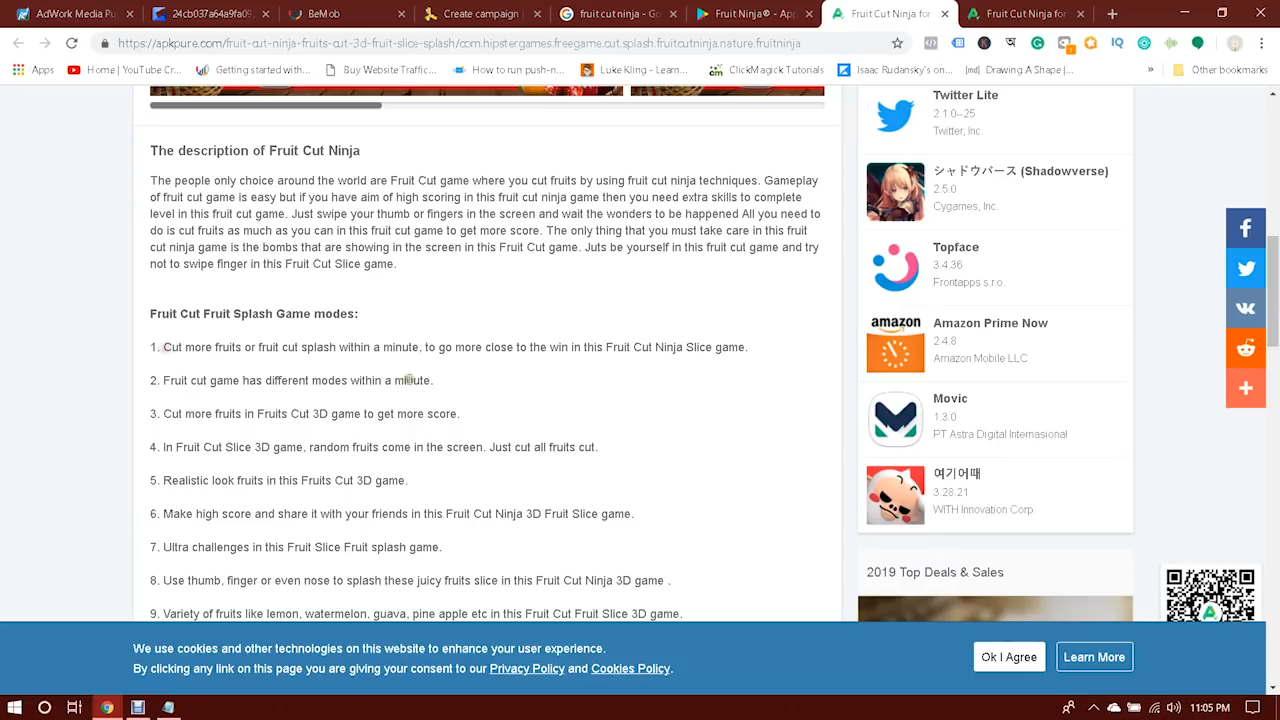 AdWork Media
24cb037a64a9fa09
BeMob
Create campaign
fruit cut ninja - Go
Fruit Ninja® - Ap
Fruit Cut Ninja for
Fruit Cut Ninja for
https://apkpure.com/fruit-cut-ninja-fruits-cut-3d-fruit-slice-splash/com.hipstergames.freegame.cut.splash.fruitcutninja.nature.fruitninja
Apps
Home | YouTube Cr...
Getting started with...
Buy Website Traffic...
How to run push-n...
Luke Kling - Learn...
ClickMagick Tutorials
Isaac Rudansky's on...
|md| Drawing A Shape |...
»
Other bookmarks
The description of Fruit Cut Ninja
The people only choice around the world are Fruit Cut game where you cut fruits by using fruit cut ninja techniques. Gameplay
of fruit cut game is easy but if you have aim of high scoring in this fruit cut ninja game then you need extra skills to complete
level in this fruit cut game. Just swipe your thumb or fingers in the screen and wait the wonders to be happened All you need to
do is cut fruits as much as you can in this fruit cut game to get more score. The only thing that you must take care in this fruit
cut ninja game is the bombs that are showing in the screen in this Fruit Cut game. Juts be yourself in this fruit cut game and try
not to swipe finger in this Fruit Cut Slice game.
Fruit Cut Fruit Splash Game modes:
1. Cut more fruits or fruit cut splash within a minute, to go more close to the win in this Fruit Cut Ninja Slice game.
2. Fruit cut game has different modes within a minute.
3. Cut more fruits in Fruits Cut 3D game to get more score.
4. In Fruit Cut Slice 3D game, random fruits come in the screen. Just cut all fruits cut.
5. Realistic look fruits in this Fruits Cut 3D game.
6. Make high score and share it with your friends in this Fruit Cut Ninja 3D Fruit Slice game.
7. Ultra challenges in this Fruit Slice Fruit splash game.
8. Use thumb, finger or even nose to splash these juicy fruits slice in this Fruit Cut Ninja 3D game .
9. Variety of fruits like lemon, watermelon, guava, pine apple etc in this Fruit Cut Fruit Slice 3D game.
Twitter Lite
2.1.0--25
Twitter, Inc.
シャドウバース (Shadowverse)
2.5.0
Cygames, Inc.
Topface
3.4.36
Frontapps s.r.o.
amazon
Amazon Prime Now
2.4.8
Amazon Mobile LLC
Movic
1.3.0
PT Astra Digital Internasional
여기어때
3.28.21
WITH Innovation Corp.
2019 Top Deals & Sales
We use cookies and other technologies on this website to enhance your user experience.
By clicking any link on this page you are giving your consent to our Privacy Policy and Cookies Policy.
Ok I Agree
Learn More
11:05 PM